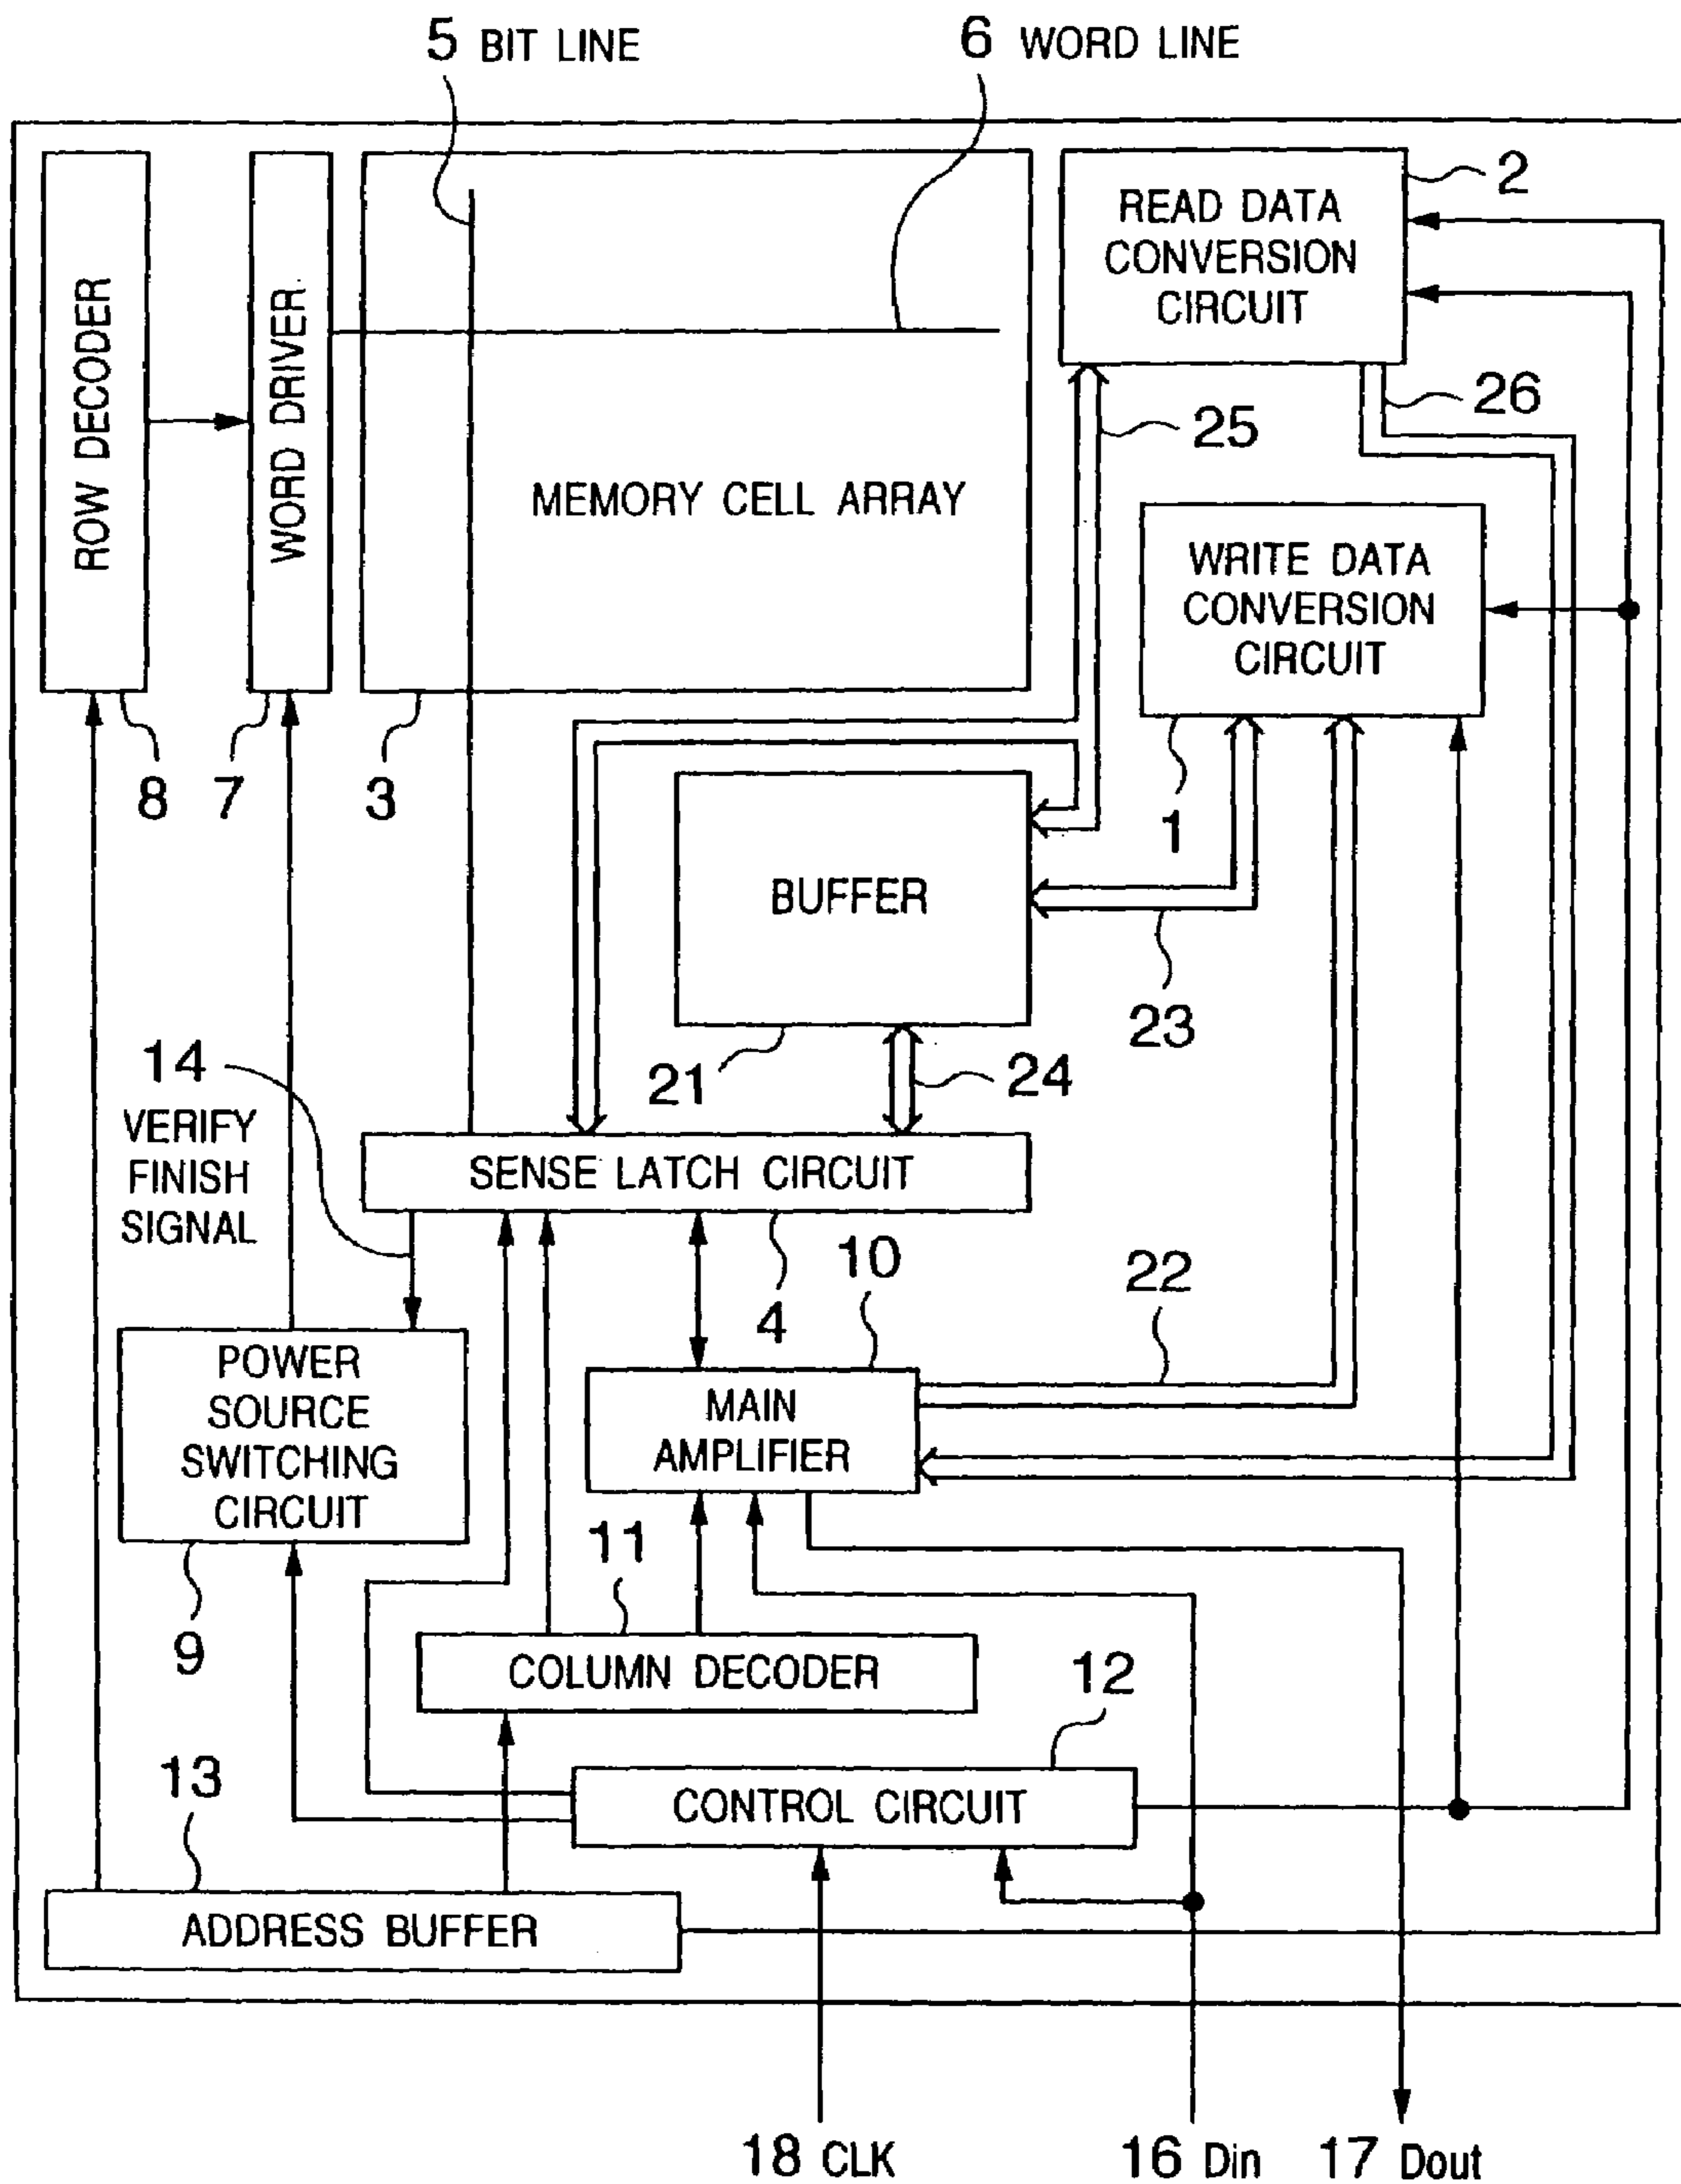 5 BIT LINE
6 WORD LINE
ROW DECODER
WORD DRIVER
MEMORY CELL ARRAY
READ DATA
CONVERSION
CIRCUIT
2
26
25
WRITE DATA
CONVERSION
CIRCUIT
8
7
3
1
BUFFER
23
21
24
14
VERIFY
FINISH
SIGNAL
SENSE LATCH CIRCUIT
4
10
22
POWER
SOURCE
SWITCHING
CIRCUIT
MAIN
AMPLIFIER
9
11
COLUMN DECODER
12
13
CONTROL CIRCUIT
ADDRESS BUFFER
18 CLK
16 Din
17 Dout